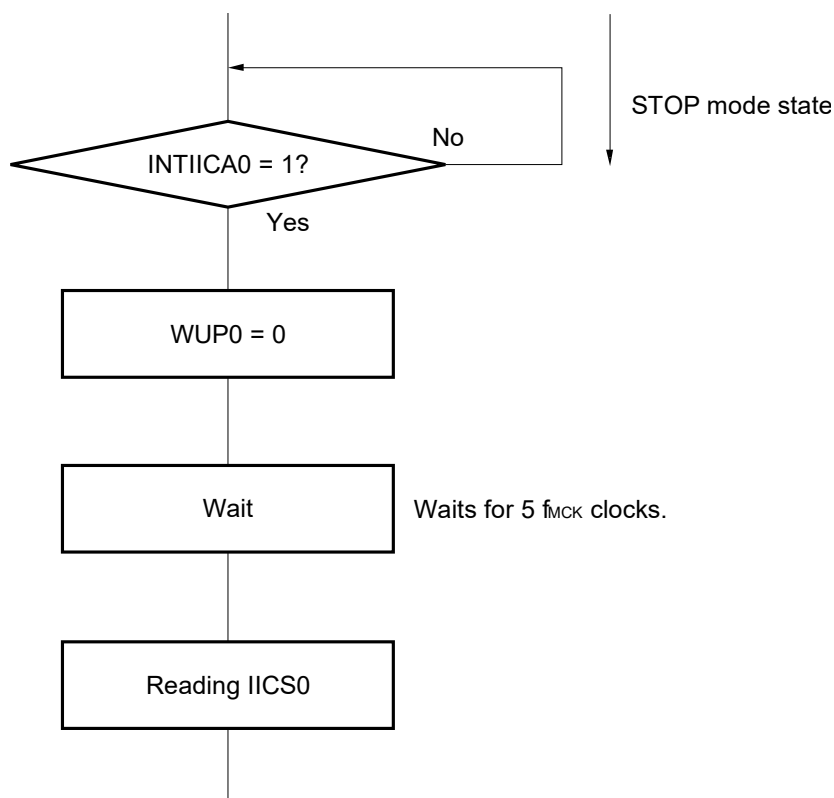 STOP mode state
No
INTIICA0 = 1?
Yes
WUP0 = 0
Wait
Waits for 5 fMCK clocks.
Reading IICS0